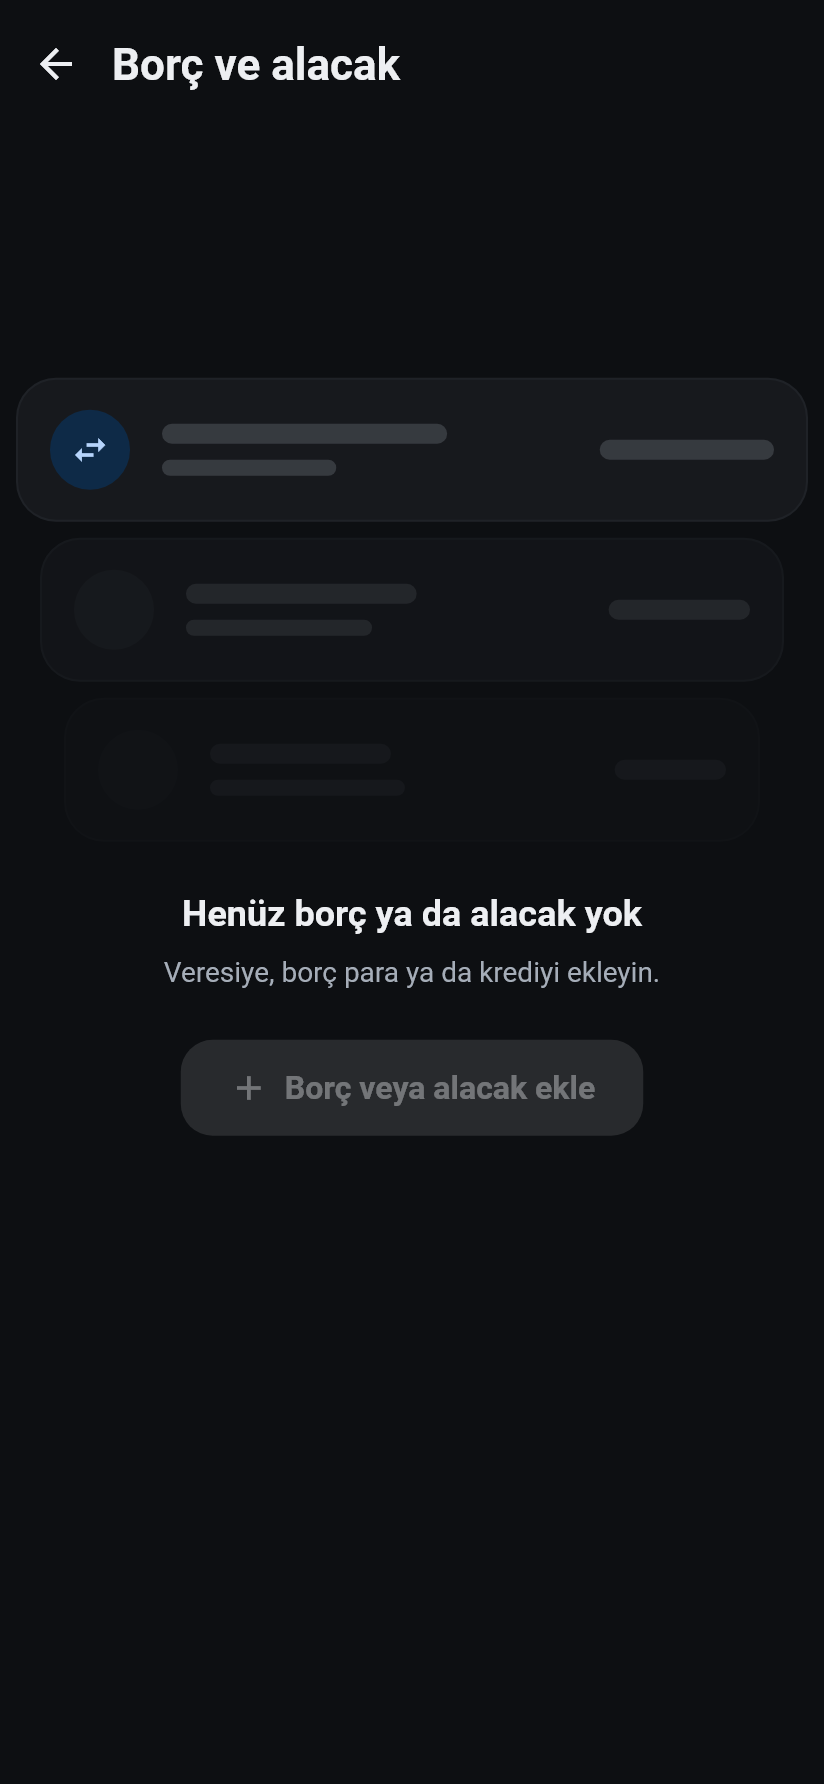 Borç ve alacak
Henüz borç ya da alacak yok
Veresiye, borç para ya da krediyi ekleyin.
Borç veya alacak ekle